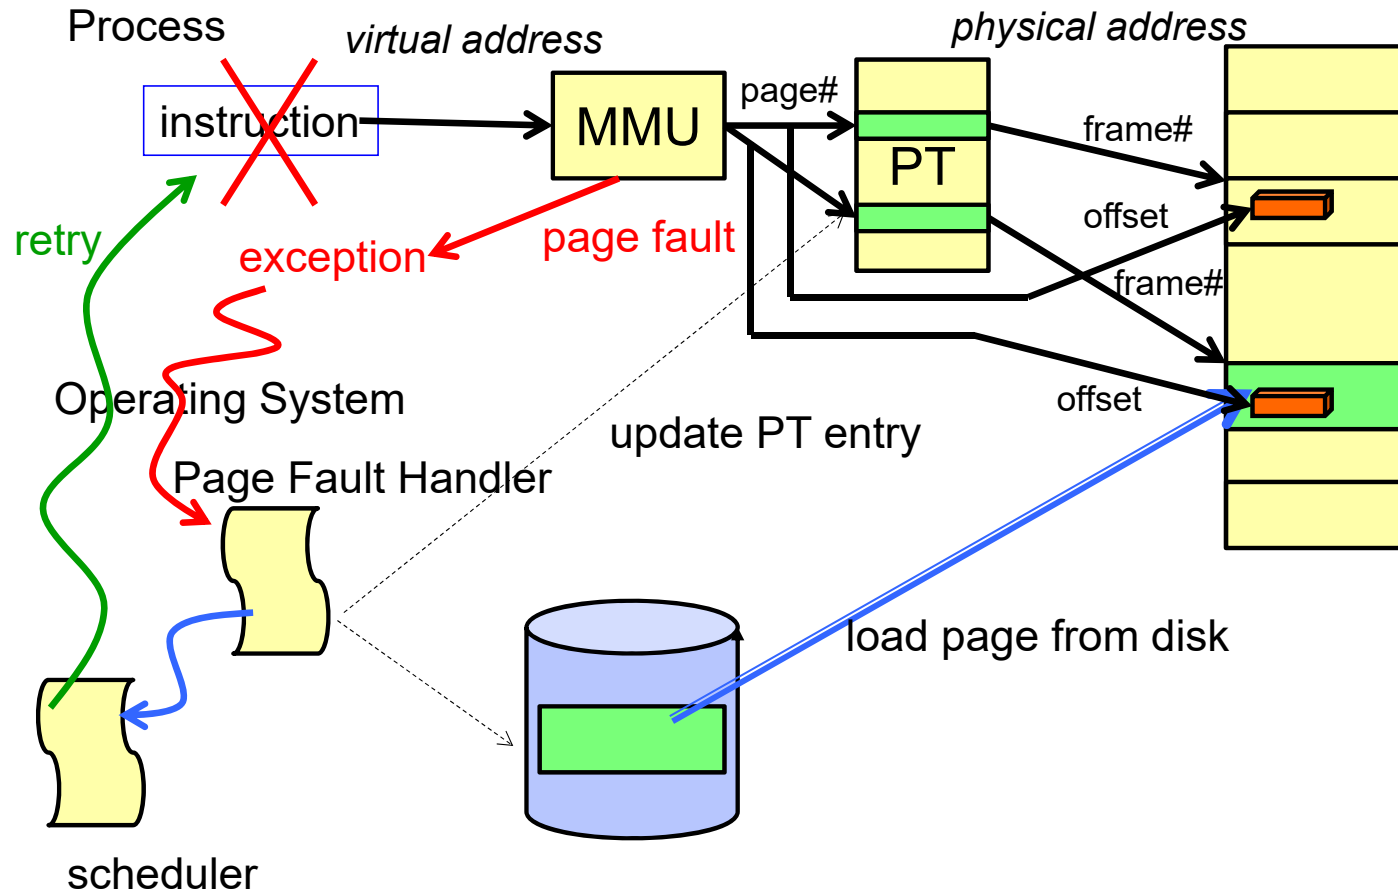 Process
virtual address
physical address
instruction
MMU
page#
PT
frame#
offset
retry
exception
page fault
frame#
Operating System
offset
update PT entry
Page Fault Handler
load page from disk
scheduler